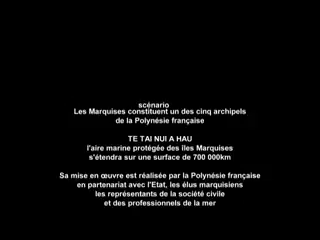 scénario
Les Marquises constituent un des cinq archipels
de la Polynésie française
TE TAI NUI A HAU
l'aire marine protégée des îles Marquises
s'étendra sur une surface de 700 000km
Sa mise en œuvre est réalisée par la Polynésie française
en partenariat avec l'Etat, les élus marquisiens
les représentants de la société civile
et des professionnels de la mer